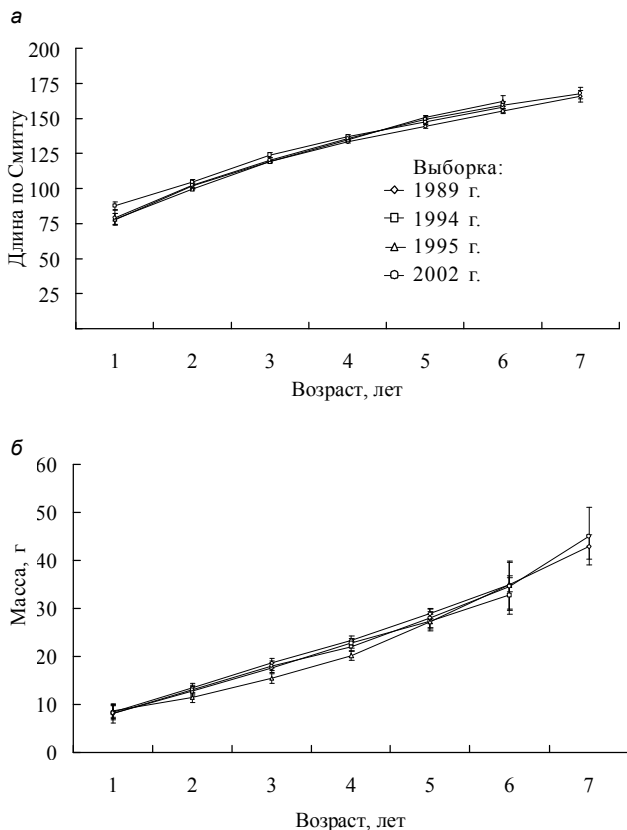 а
200
175
150
125
100
75
50
25
Длина по Смитту
Выборка:
1989 г.
1994 г.
1995 г.
2002 г.
1 2 3 4 5 6 7
Возраст, лет
б
60
50
40
30
20
10
0
Масса, г
1 2 3 4 5 6 7
Возраст, лет